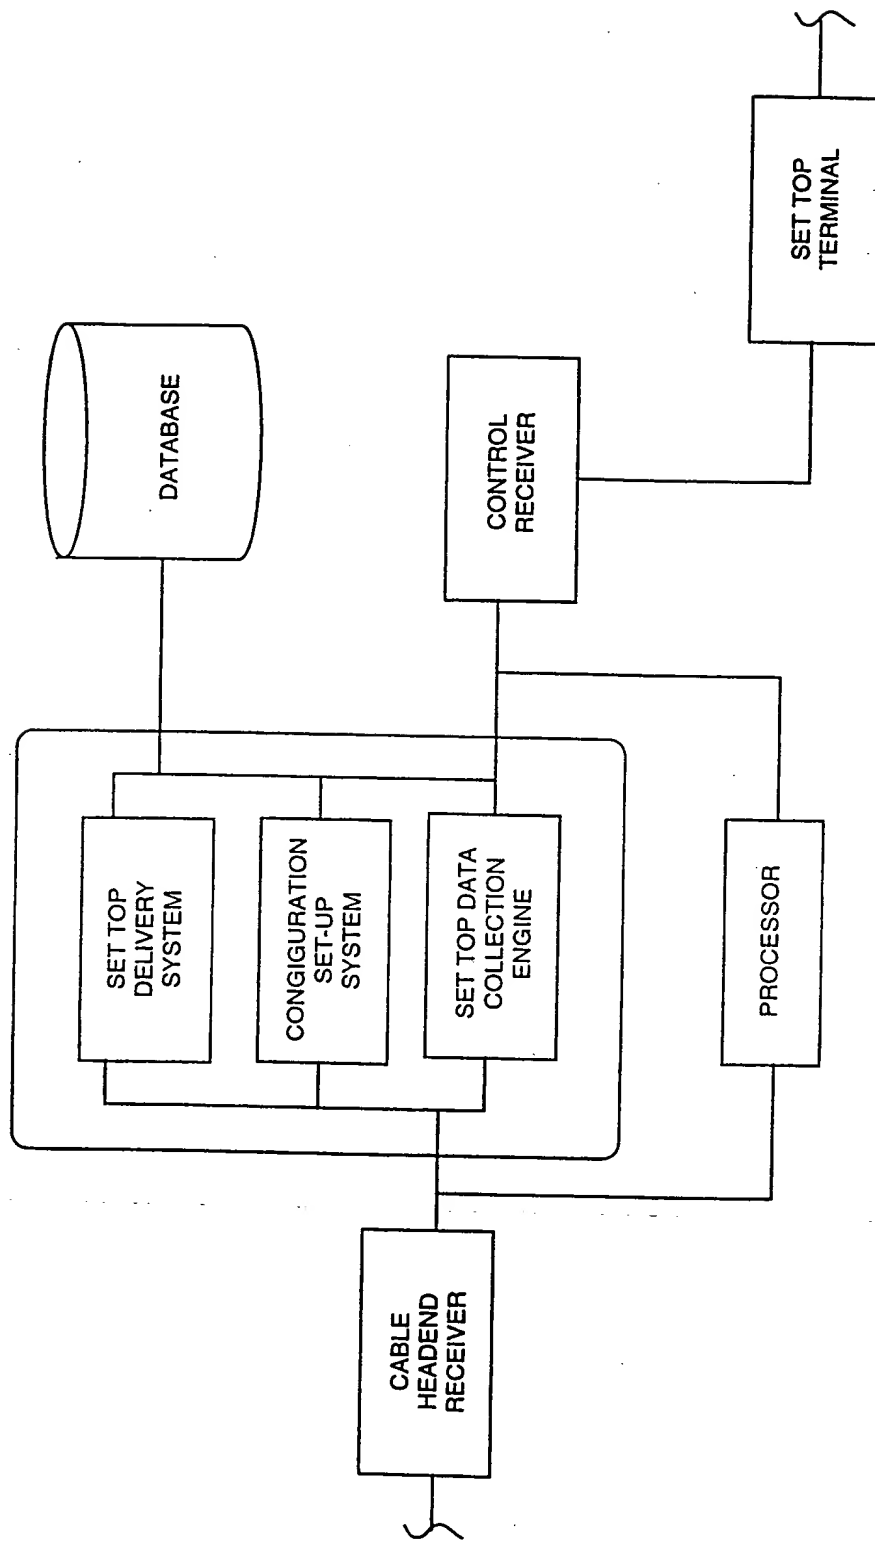 CABLE
HEADEND
RECEIVER
SET TOP
DELIVERY
SYSTEM
CONGIGURATION
SET-UP
SYSTEM
SET TOP DATA
COLLECTION
ENGINE
PROCESSOR
DATABASE
CONTROL
RECEIVER
SET TOP
TERMINAL